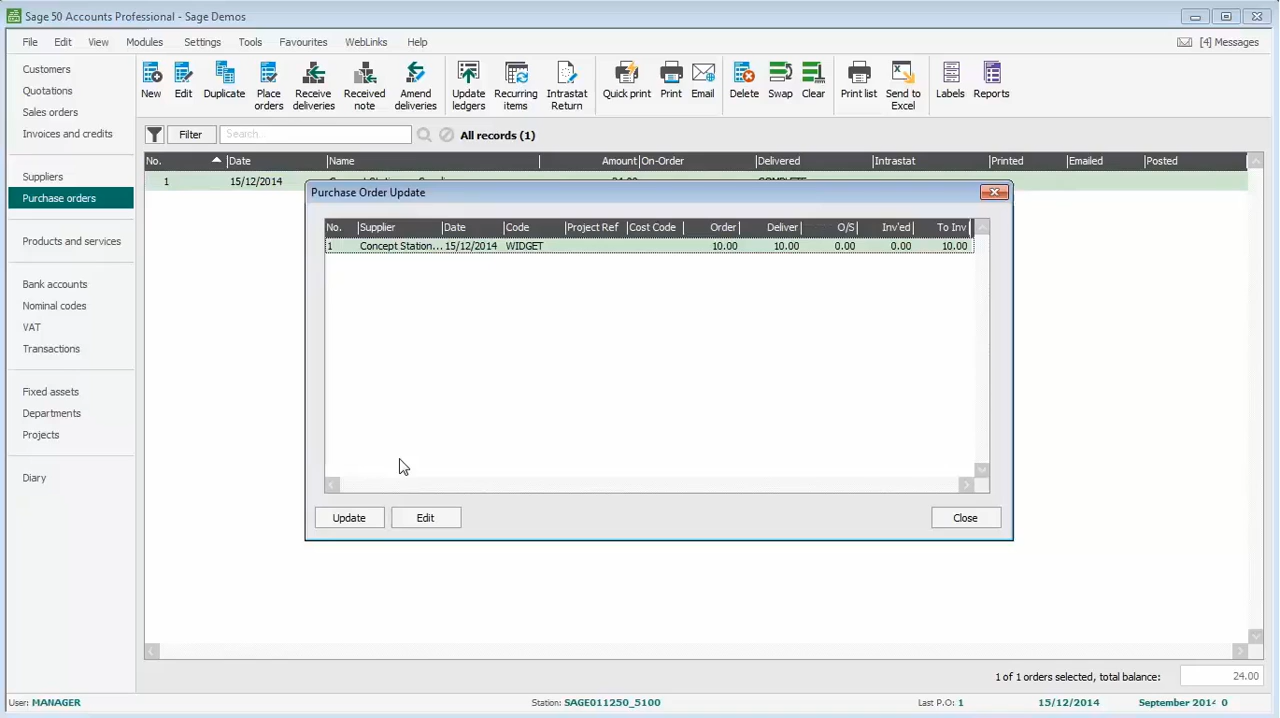 Sage 50 Accounts Professional - Sage Demos
File Edit View Modules Settings Tools Favourites WebLinks Help [4] Messages
Customers
Quotations
Sales orders
Invoices and credits
Suppliers
Purchase orders
Products and services
Bank accounts
Nominal codes
VAT
Transactions
Fixed assets
Departments
Projects
Diary
New Edit Duplicate Place orders Receive deliveries Received note Amend deliveries Update ledgers Recurring items Intrastat Return Quick print Print Email Delete Swap Clear Print list Send to Excel Labels Reports
Filter Search... All records (1)
No. Date Name Amount On-Order Delivered Intrastat Printed Emailed Posted
1 15/12/2014 24.00 COMPLETE
Purchase Order Update
No. Supplier Date Code Project Ref Cost Code Order Deliver O/S Inv'ed To Inv
1 Concept Station... 15/12/2014 WIDGET 10.00 10.00 0.00 0.00 10.00
Update Edit Close
1 of 1 orders selected, total balance: 24.00
User: MANAGER Station: SAGE011250_5100 Last P.O: 1 15/12/2014 September 2014 0